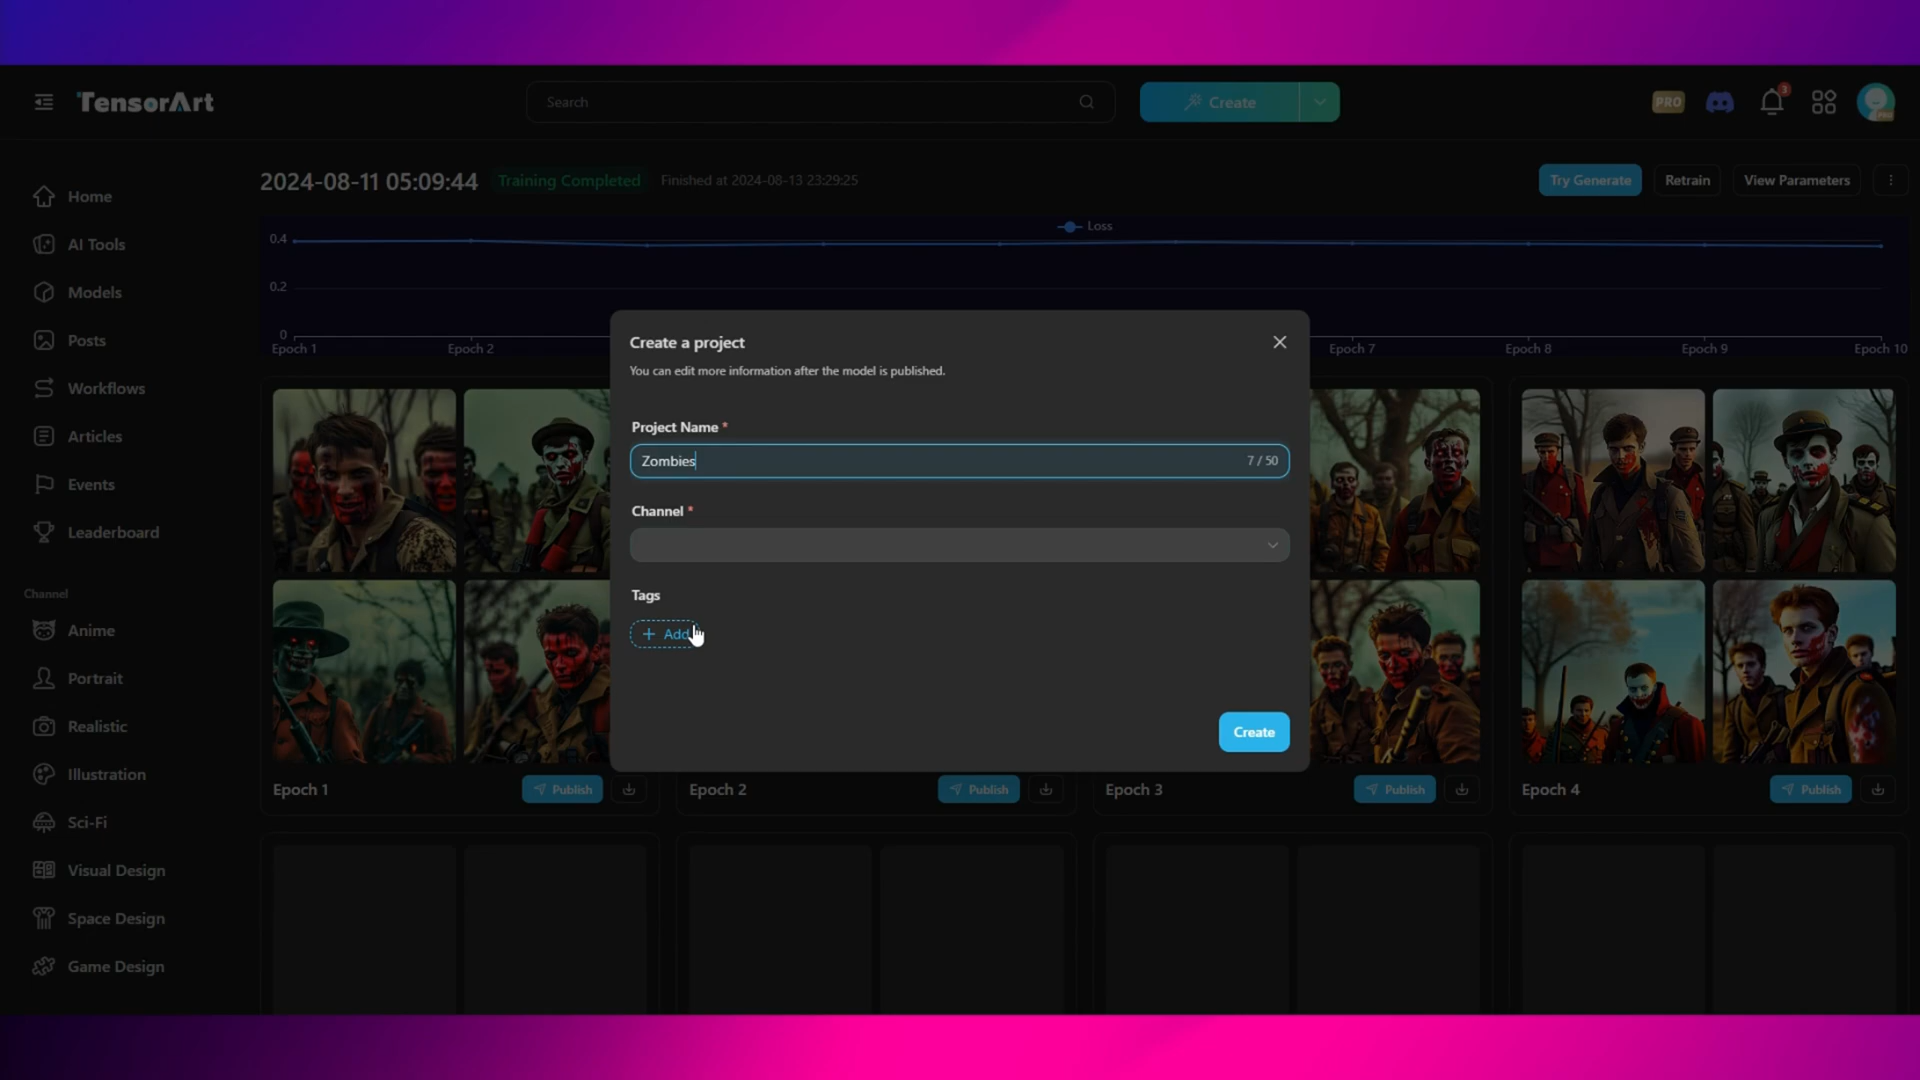 TensorArt
Search
Create
PRO
3
2024-08-11 05:09:44 Training Completed Finished at 2024-08-13 23:29:25
Try Generate Retrain View Parameters
Home
AI Tools
Models
Posts
Workflows
Articles
Events
Leaderboard
Channel
Anime
Portrait
Realistic
Illustration
Sci-Fi
Visual Design
Space Design
Game Design
Loss
0.4
0.2
0
Epoch 1 Epoch 2 Epoch 7 Epoch 8 Epoch 9 Epoch 10
Create a project
You can edit more information after the model is published.
Project Name *
Zombies 7 / 50
Channel *
Tags
+ Add
Create
Epoch 1 Publish Epoch 2 Publish Epoch 3 Publish Epoch 4 Publish